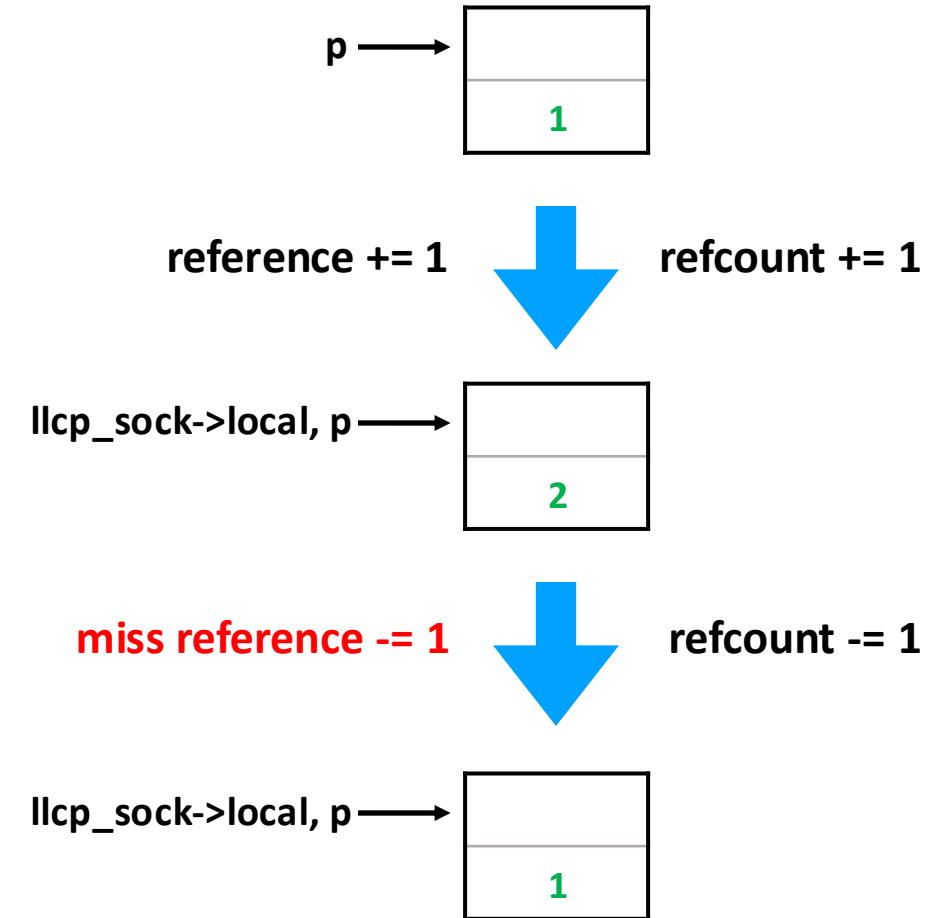 p
1
reference += 1 refcount += 1
llcp_sock->local, p
2
miss reference -= 1 refcount -= 1
llcp_sock->local, p
1